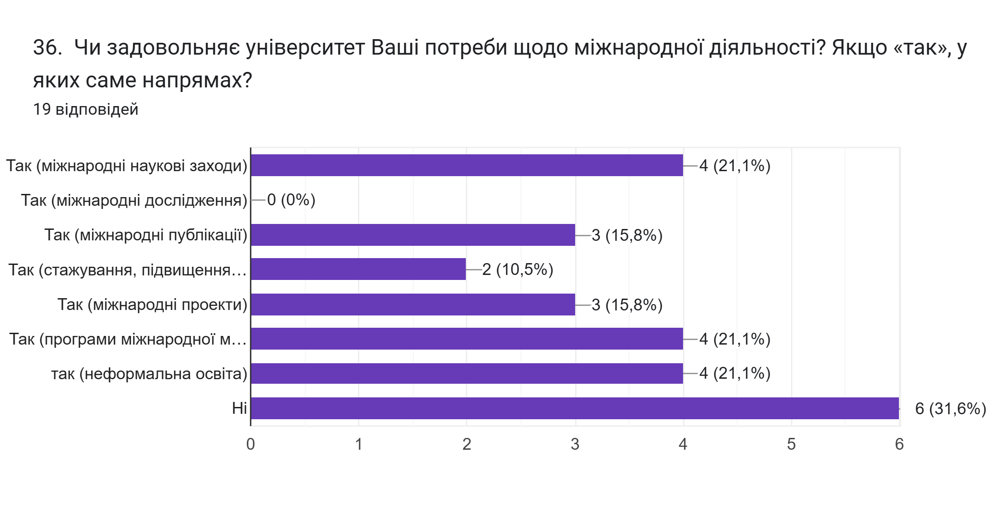 36.  Чи задовольняє університет Ваші потреби щодо міжнародної діяльності? Якщо «так», у
яких саме напрямах?
19 відповідей
Так (міжнародні наукові заходи) 4 (21,1%)
Так (міжнародні дослідження) 0 (0%)
Так (міжнародні публікації) 3 (15,8%)
Так (стажування, підвищення… 2 (10,5%)
Так (міжнародні проекти) 3 (15,8%)
Так (програми міжнародної м… 4 (21,1%)
так (неформальна освіта) 4 (21,1%)
Ні 6 (31,6%)
0 1 2 3 4 5 6